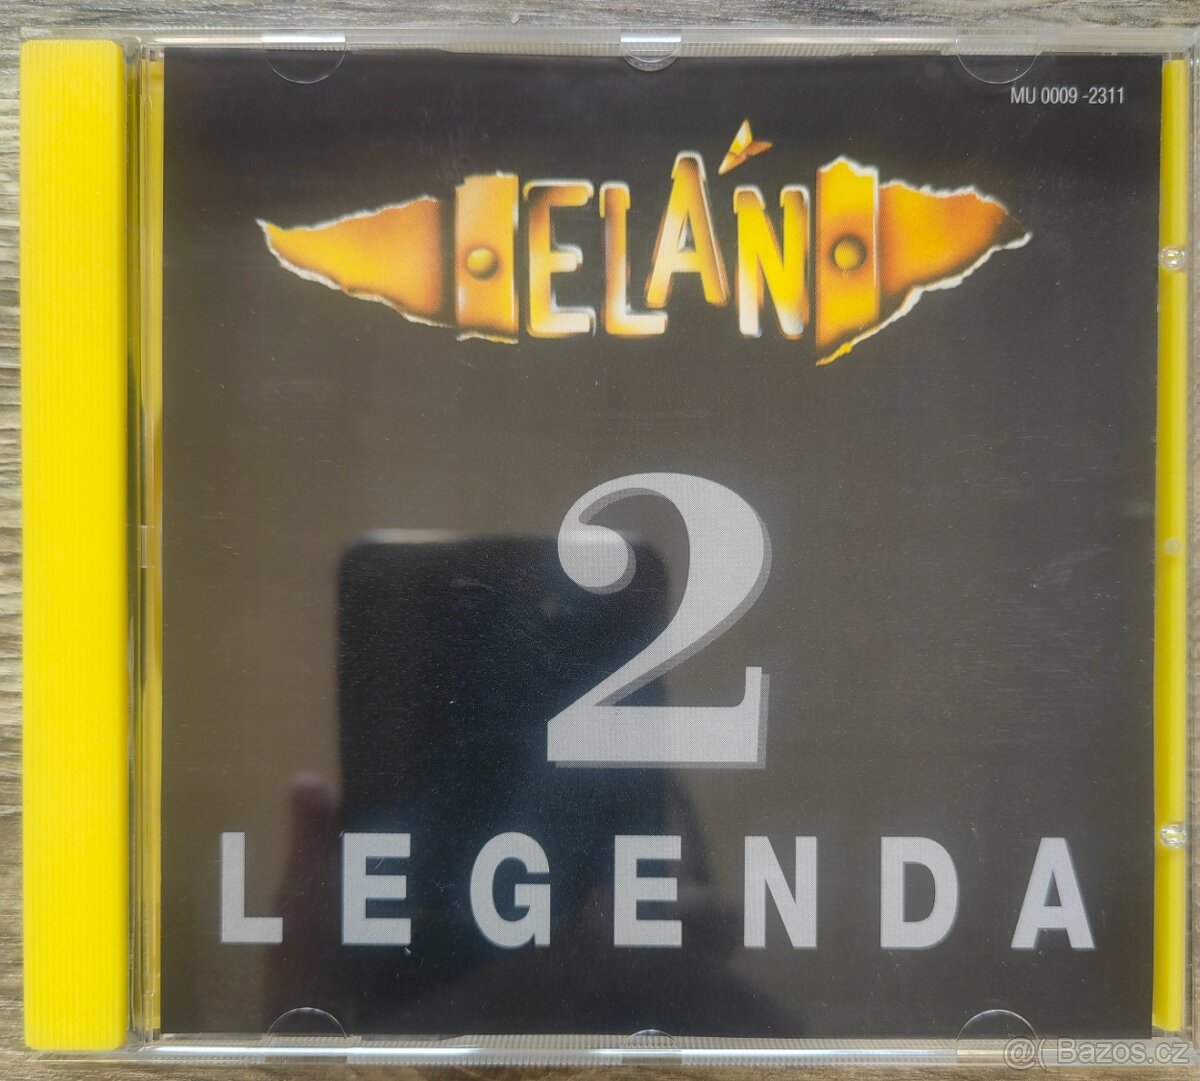 MU 0009 -2311
ELÁN
2
LEGENDA
@( Bazos.cz